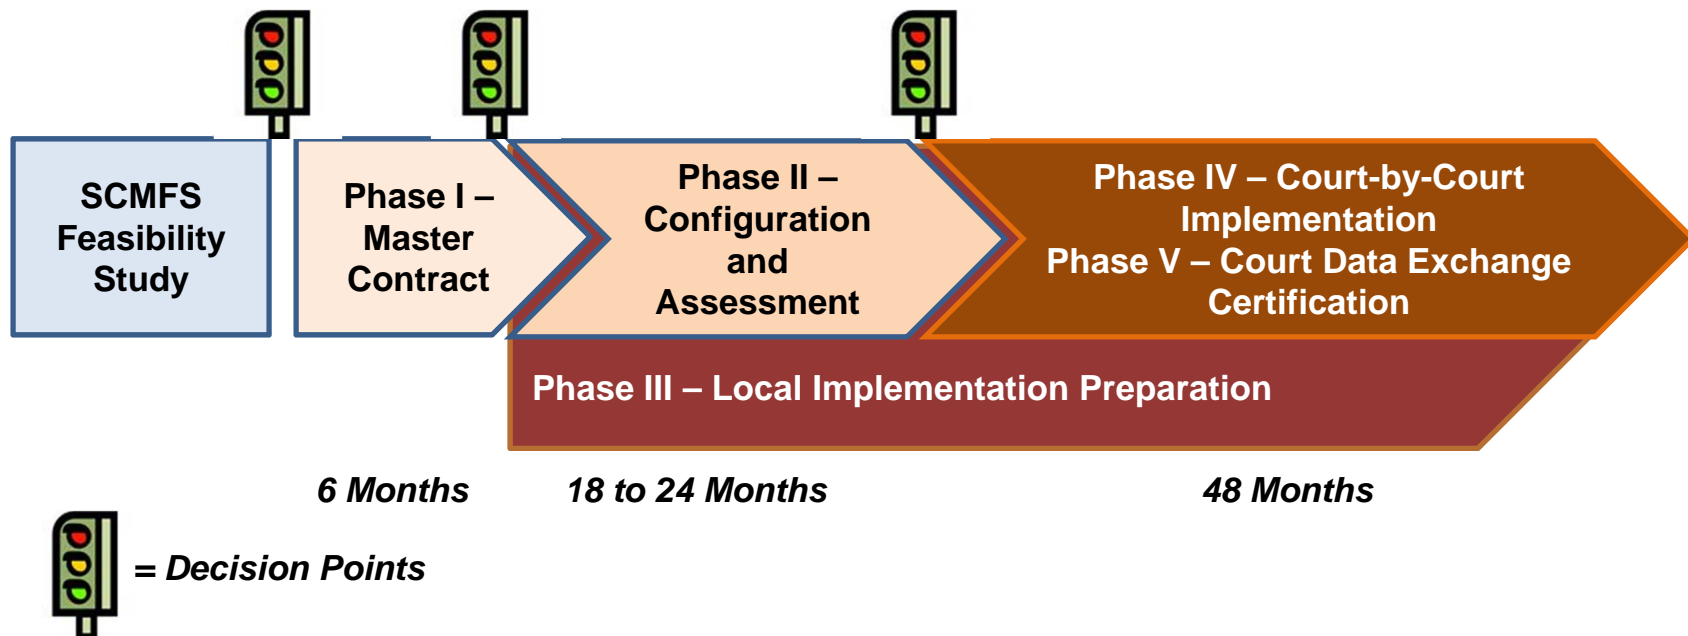 SCMFS
Feasibility
Study
Phase I –
Master
Contract
Phase II –
Configuration
and
Assessment
Phase IV – Court-by-Court
Implementation
Phase V – Court Data Exchange
Certification
Phase III – Local Implementation Preparation
6 Months
18 to 24 Months
48 Months
= Decision Points